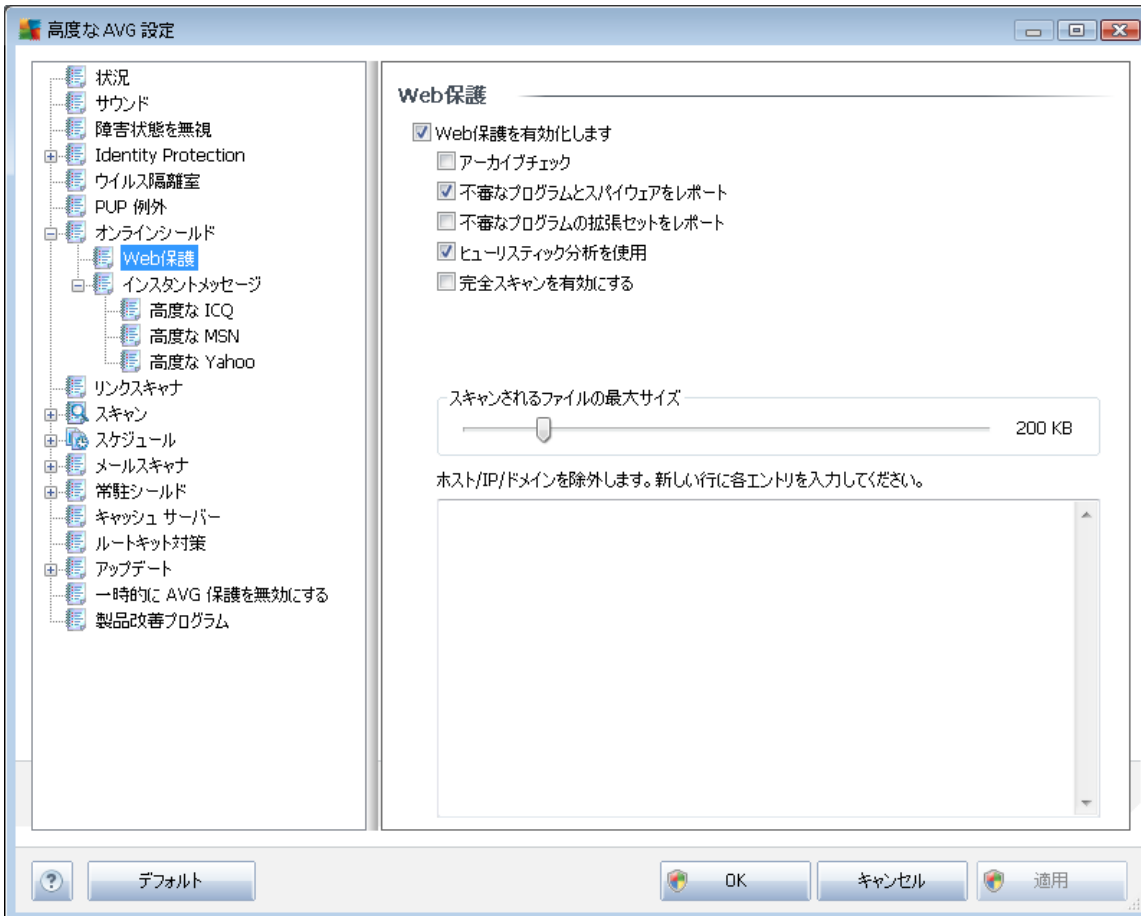 高度な AVG 設定
状況
サウンド
障害状態を無視
Identity Protection
ウイルス隔離室
PUP 例外
オンラインシールド
Web保護
インスタントメッセージ
高度な ICQ
高度な MSN
高度な Yahoo
リンクスキャナ
スキャン
スケジュール
メールスキャナ
常駐シールド
キャッシュ サーバー
ルートキット対策
アップデート
一時的に AVG 保護を無効にする
製品改善プログラム
Web保護
Web保護を有効化します
アーカイブチェック
不審なプログラムとスパイウェアをレポート
不審なプログラムの拡張セットをレポート
ヒューリスティック分析を使用
完全スキャンを有効にする
スキャンされるファイルの最大サイズ
200 KB
ホスト/IP/ドメインを除外します。新しい行に各エントリを入力してください。
?
デフォルト
OK
キャンセル
適用